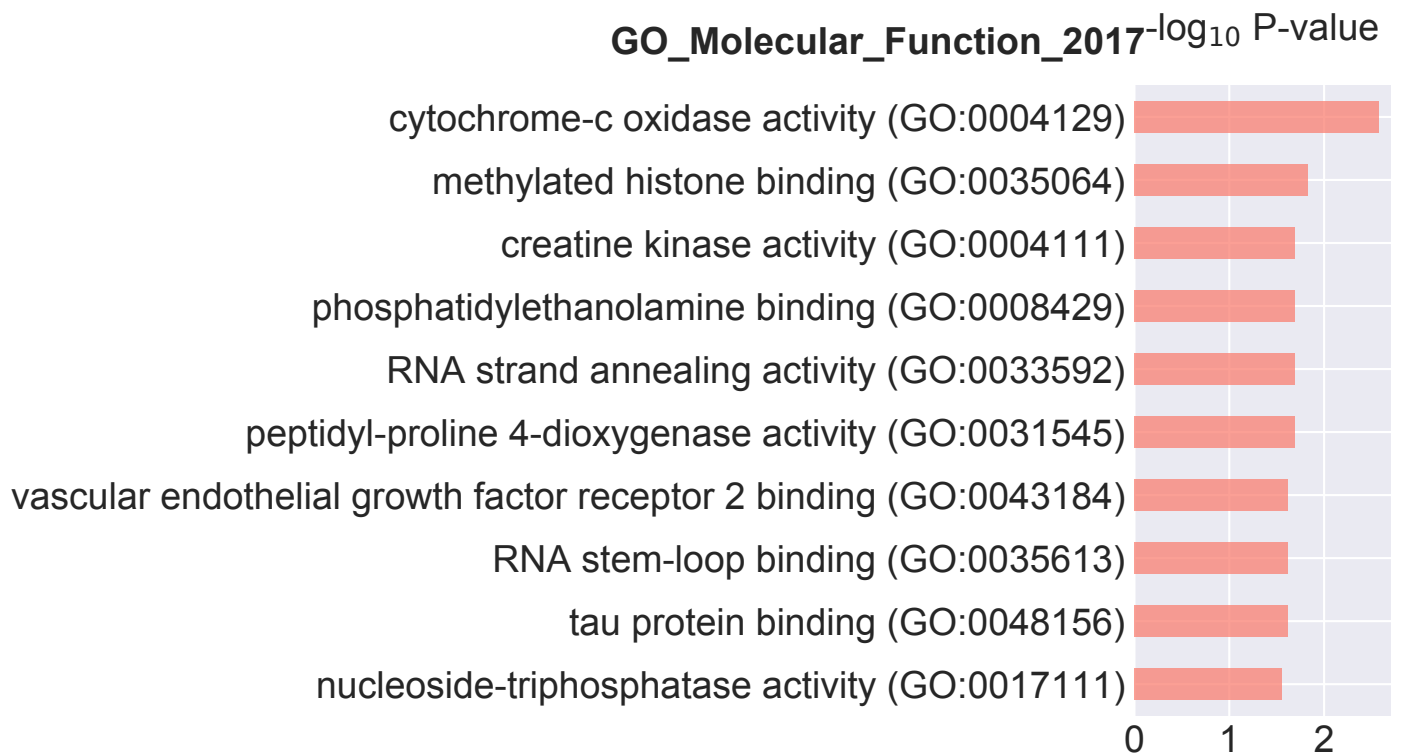 GO_Molecular_Function_2017 -log10 P-value
cytochrome-c oxidase activity (GO:0004129)
methylated histone binding (GO:0035064)
creatine kinase activity (GO:0004111)
phosphatidylethanolamine binding (GO:0008429)
RNA strand annealing activity (GO:0033592)
peptidyl-proline 4-dioxygenase activity (GO:0031545)
vascular endothelial growth factor receptor 2 binding (GO:0043184)
RNA stem-loop binding (GO:0035613)
tau protein binding (GO:0048156)
nucleoside-triphosphatase activity (GO:0017111)
0 1 2